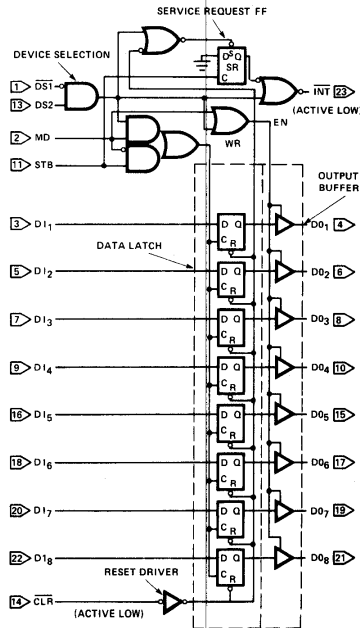 SERVICE REQUEST FF
DEVICE SELECTION
D S Q
SR
C
1 DS1
13 DS2
INT 23
(ACTIVE LOW)
2 MD
EN
WR
11 STB
OUTPUT
BUFFER
3 DI1 D Q C R DO1 4
DATA LATCH
5 DI2 D Q C R DO2 6
7 DI3 D Q C R DO3 8
9 DI4 D Q C R DO4 10
16 DI5 D Q C R DO5 15
18 DI6 D Q C R DO6 17
20 DI7 D Q C R DO7 19
22 DI8 D Q C R DO8 21
RESET DRIVER
14 CLR
(ACTIVE LOW)